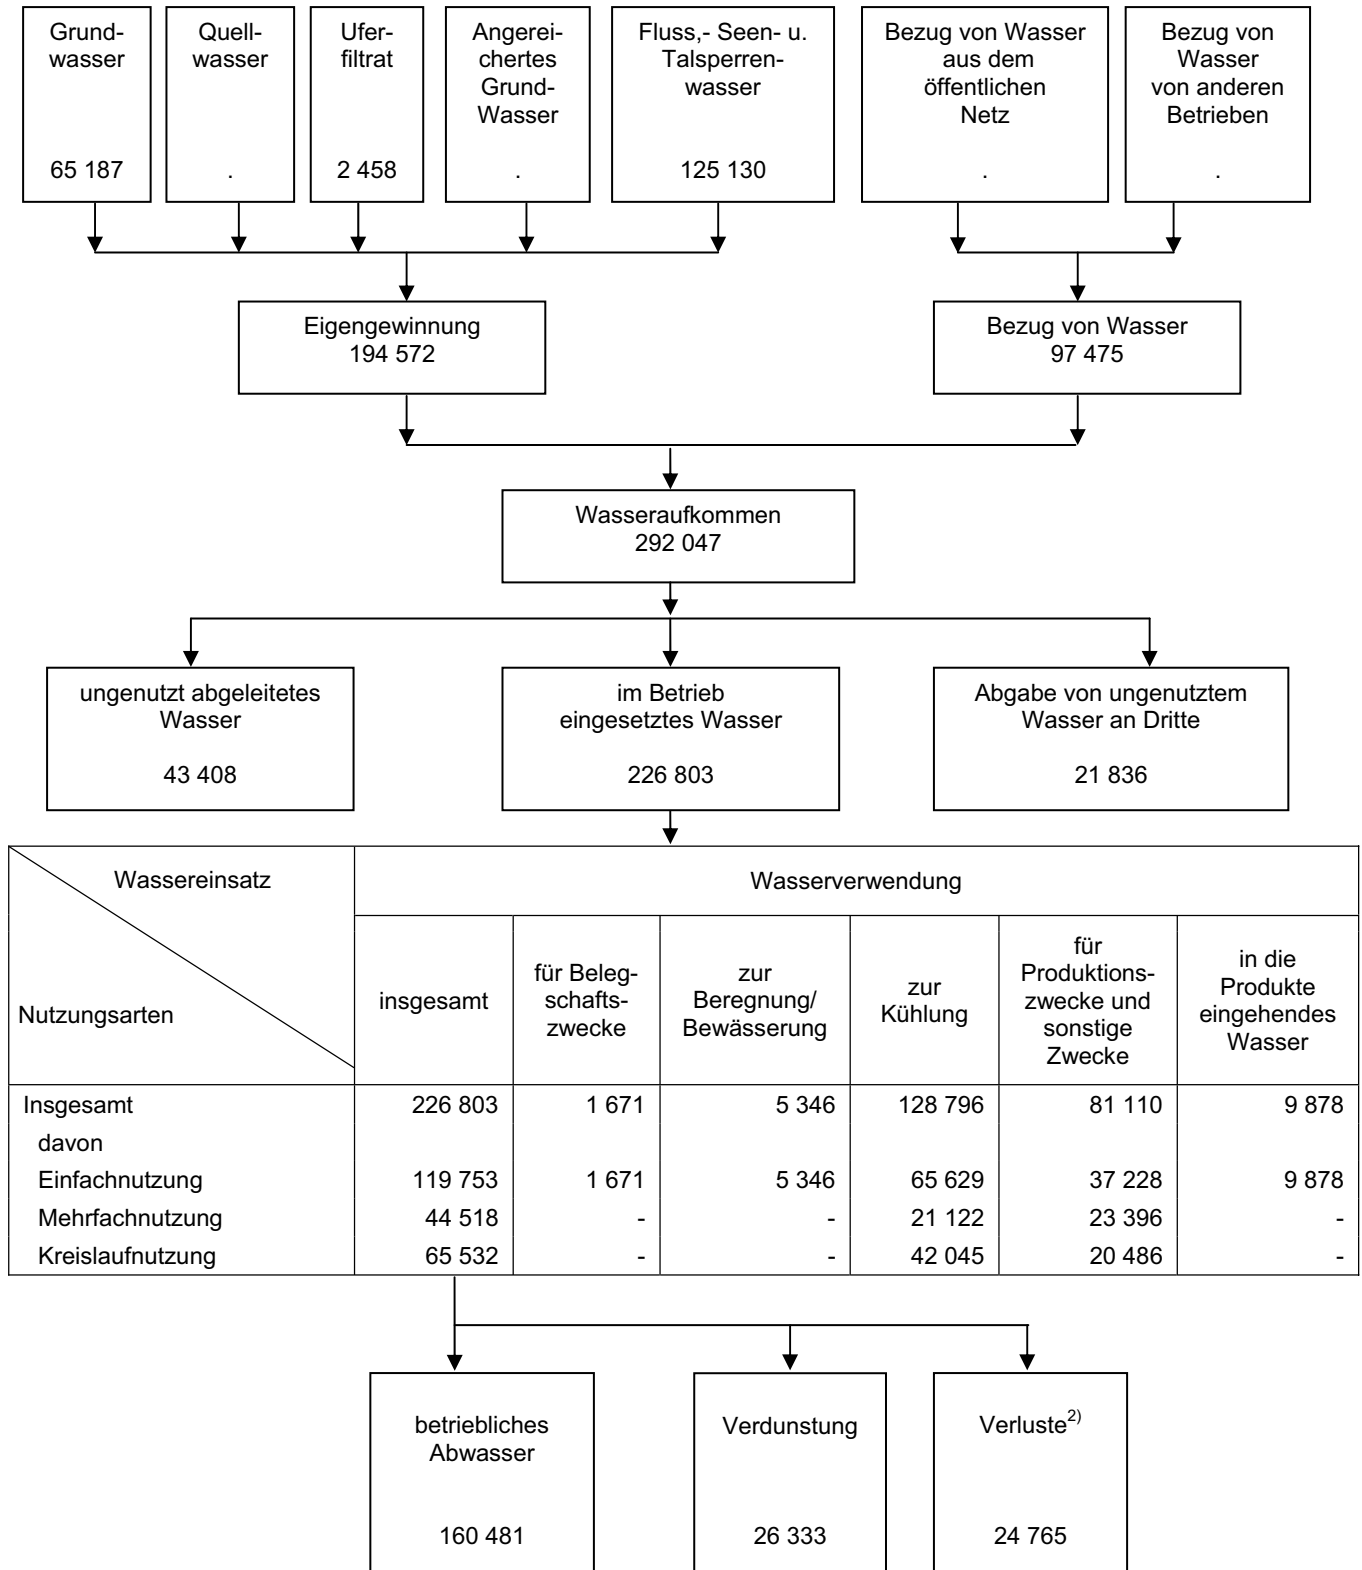 Grund-
wasser
65 187
Quell-
wasser
.
Ufer-
filtrat
2 458
Angerei-
chertes
Grund-
Wasser
.
Fluss,- Seen- u.
Talsperren-
wasser
125 130
Bezug von Wasser
aus dem
öffentlichen
Netz
.
Bezug von
Wasser
von anderen
Betrieben
.
Eigengewinnung
194 572
Bezug von Wasser
97 475
Wasseraufkommen
292 047
ungenutzt abgeleitetes
Wasser
43 408
im Betrieb
eingesetztes Wasser
226 803
Abgabe von ungenutztem
Wasser an Dritte
21 836
Wassereinsatz
Nutzungsarten
Wasserverwendung
insgesamt
für Beleg-
schafts-
zwecke
zur
Beregnung/
Bewässerung
zur
Kühlung
für
Produktions-
zwecke und
sonstige
Zwecke
in die
Produkte
eingehendes
Wasser
Insgesamt 226 803 1 671 5 346 128 796 81 110 9 878
davon
Einfachnutzung 119 753 1 671 5 346 65 629 37 228 9 878
Mehrfachnutzung 44 518 - - 21 122 23 396 -
Kreislaufnutzung 65 532 - - 42 045 20 486 -
betriebliches
Abwasser
160 481
Verdunstung
26 333
Verluste2)
24 765